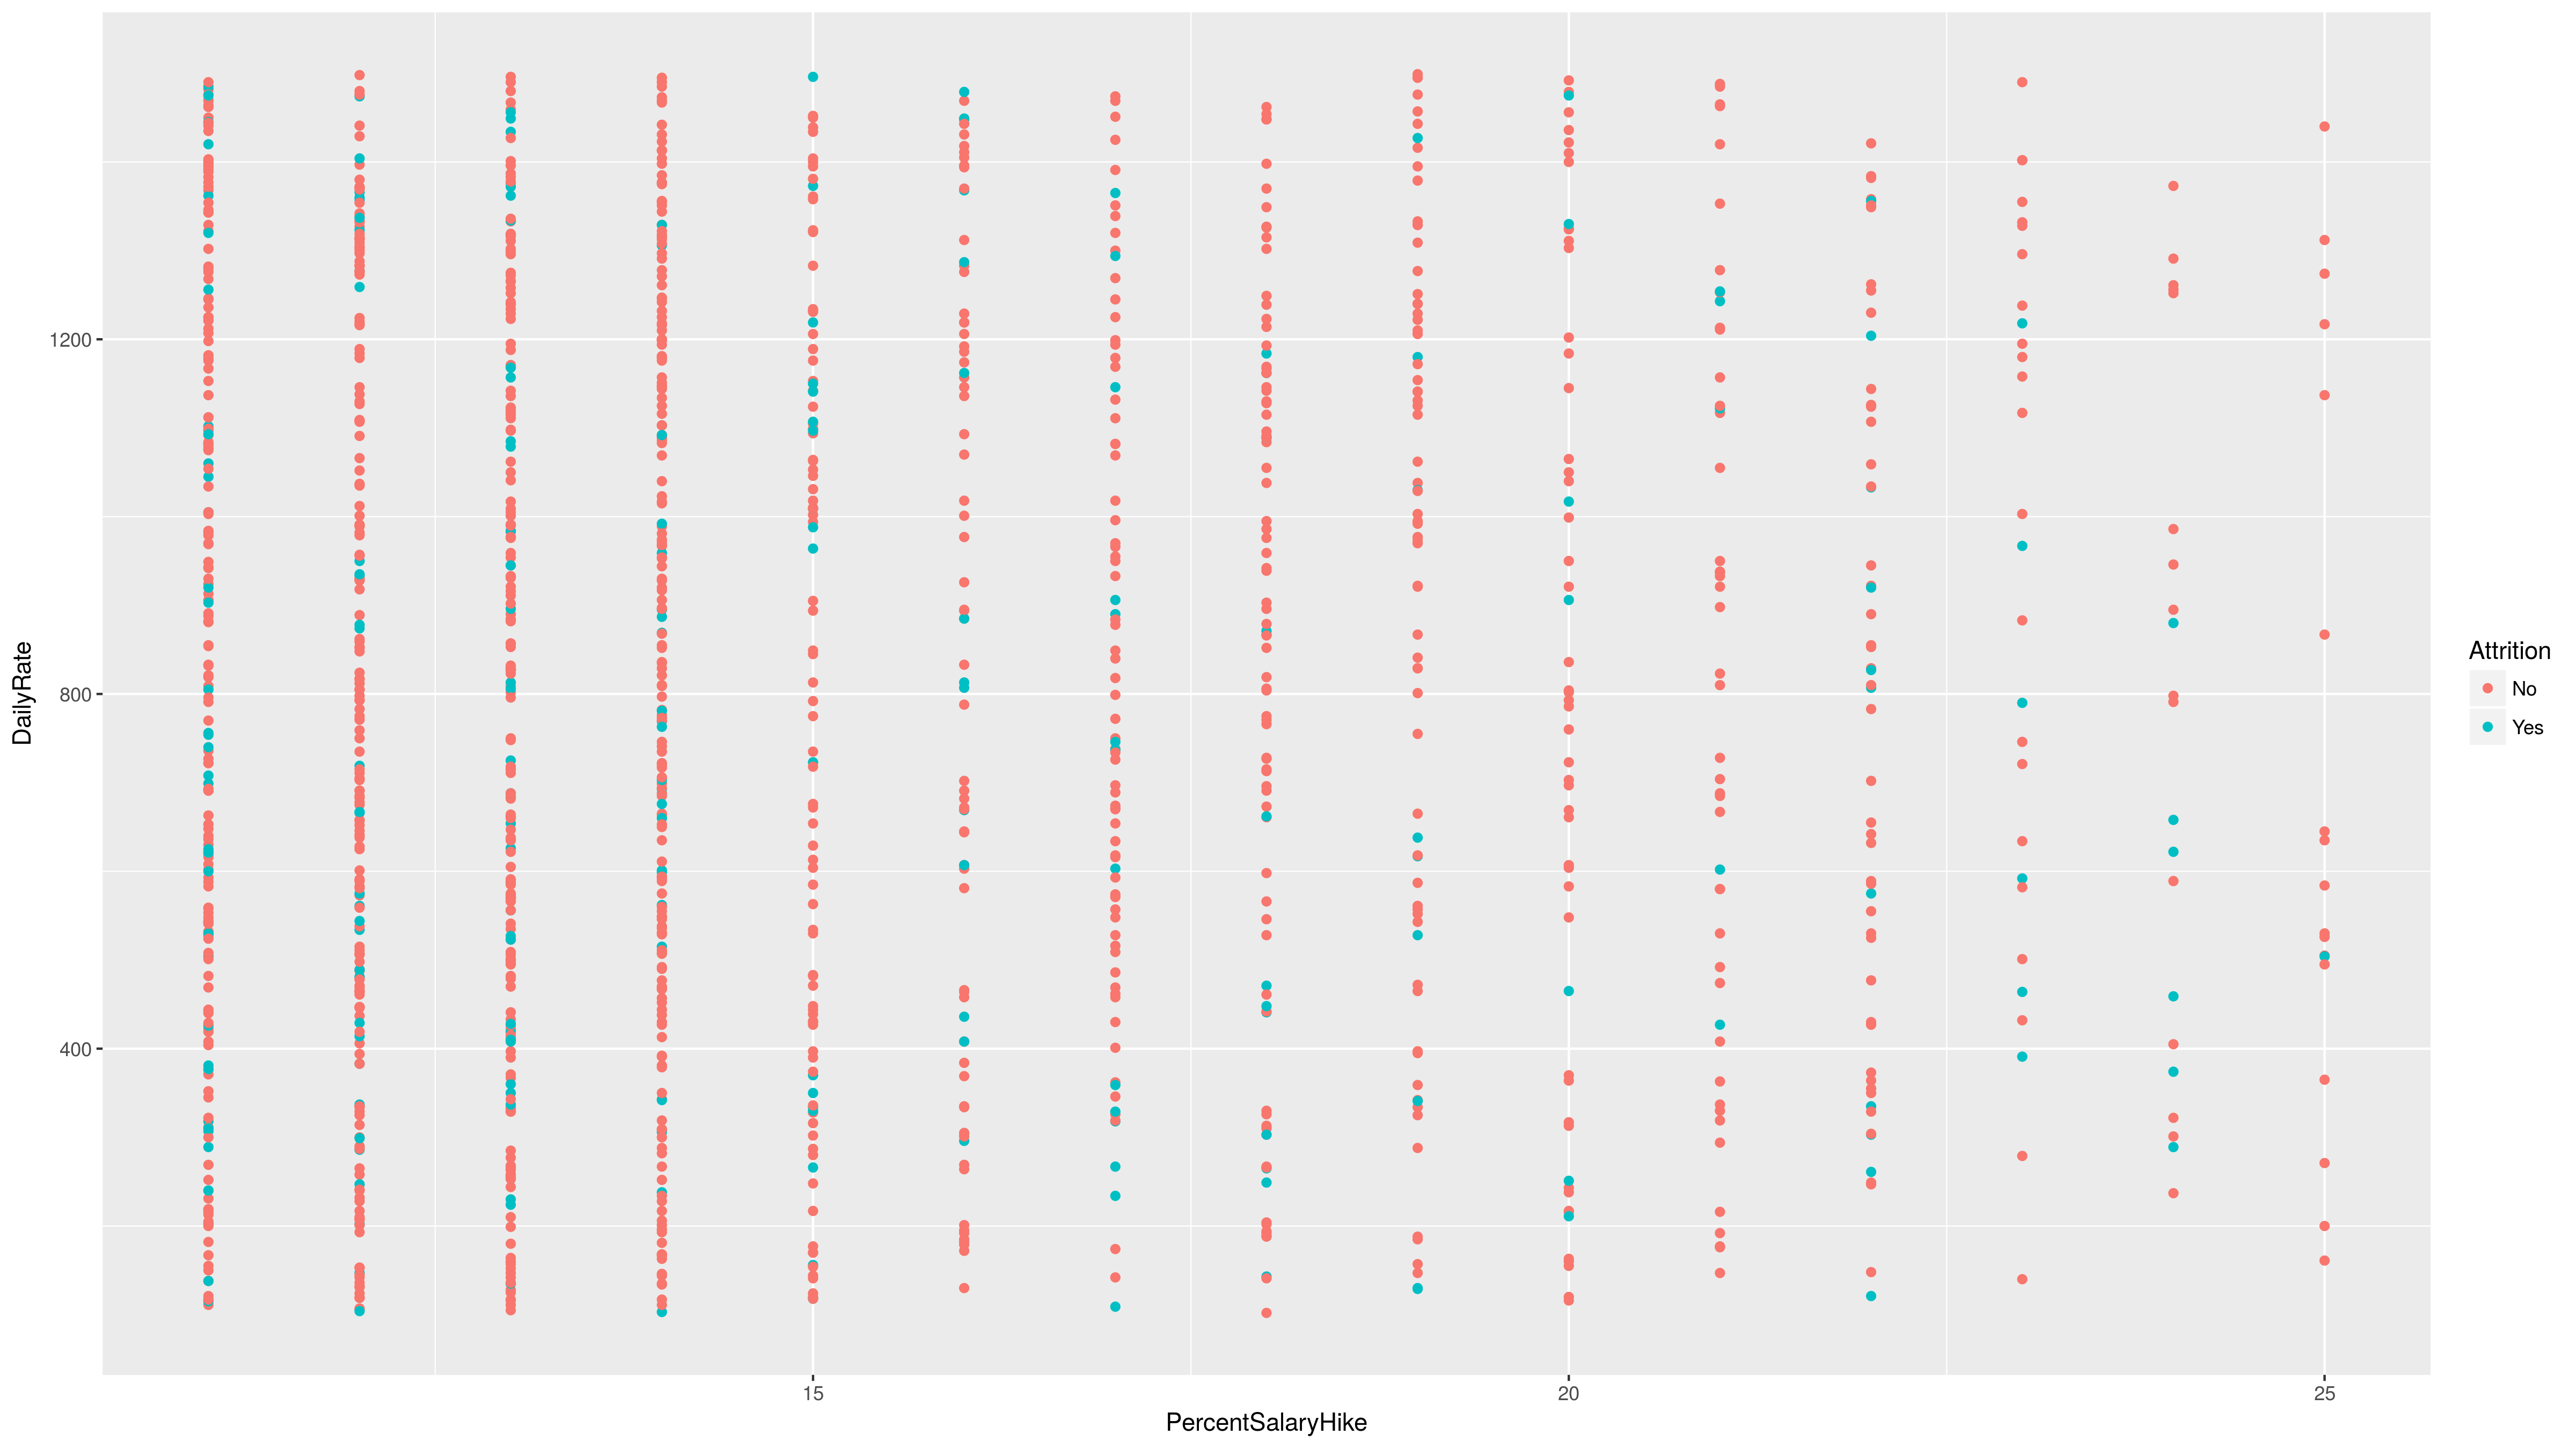 1200
800
400
DailyRate
15
20
25
PercentSalaryHike
Attrition
No
Yes